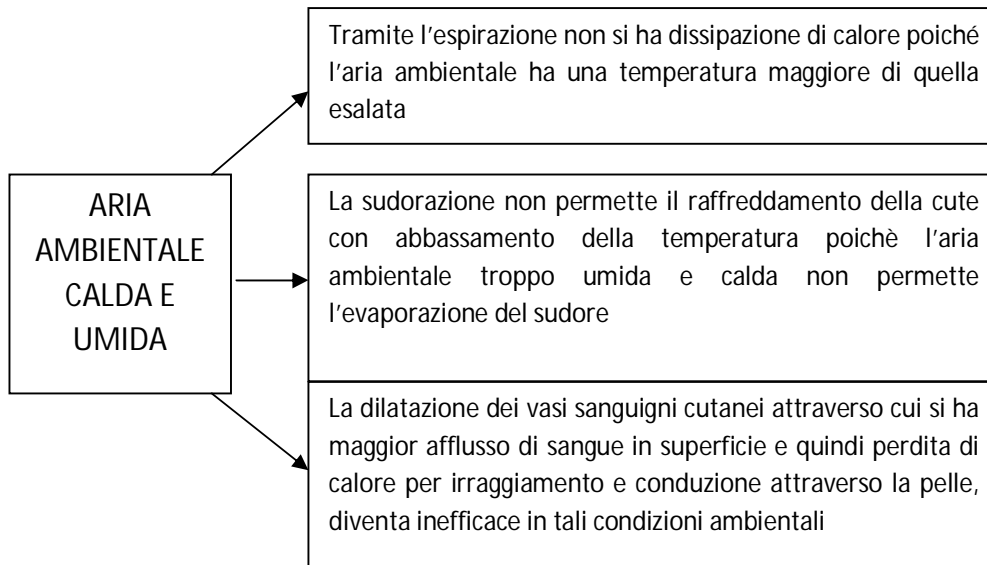 Tramite l'espirazione non si ha dissipazione di calore poiché
l'aria ambientale ha una temperatura maggiore di quella
esalata
ARIA
AMBIENTALE
CALDA E
UMIDA
La sudorazione non permette il raffreddamento della cute
con abbassamento della temperatura poichè l'aria
ambientale troppo umida e calda non permette
l'evaporazione del sudore
La dilatazione dei vasi sanguigni cutanei attraverso cui si ha
maggior afflusso di sangue in superficie e quindi perdita di
calore per irraggiamento e conduzione attraverso la pelle,
diventa inefficace in tali condizioni ambientali